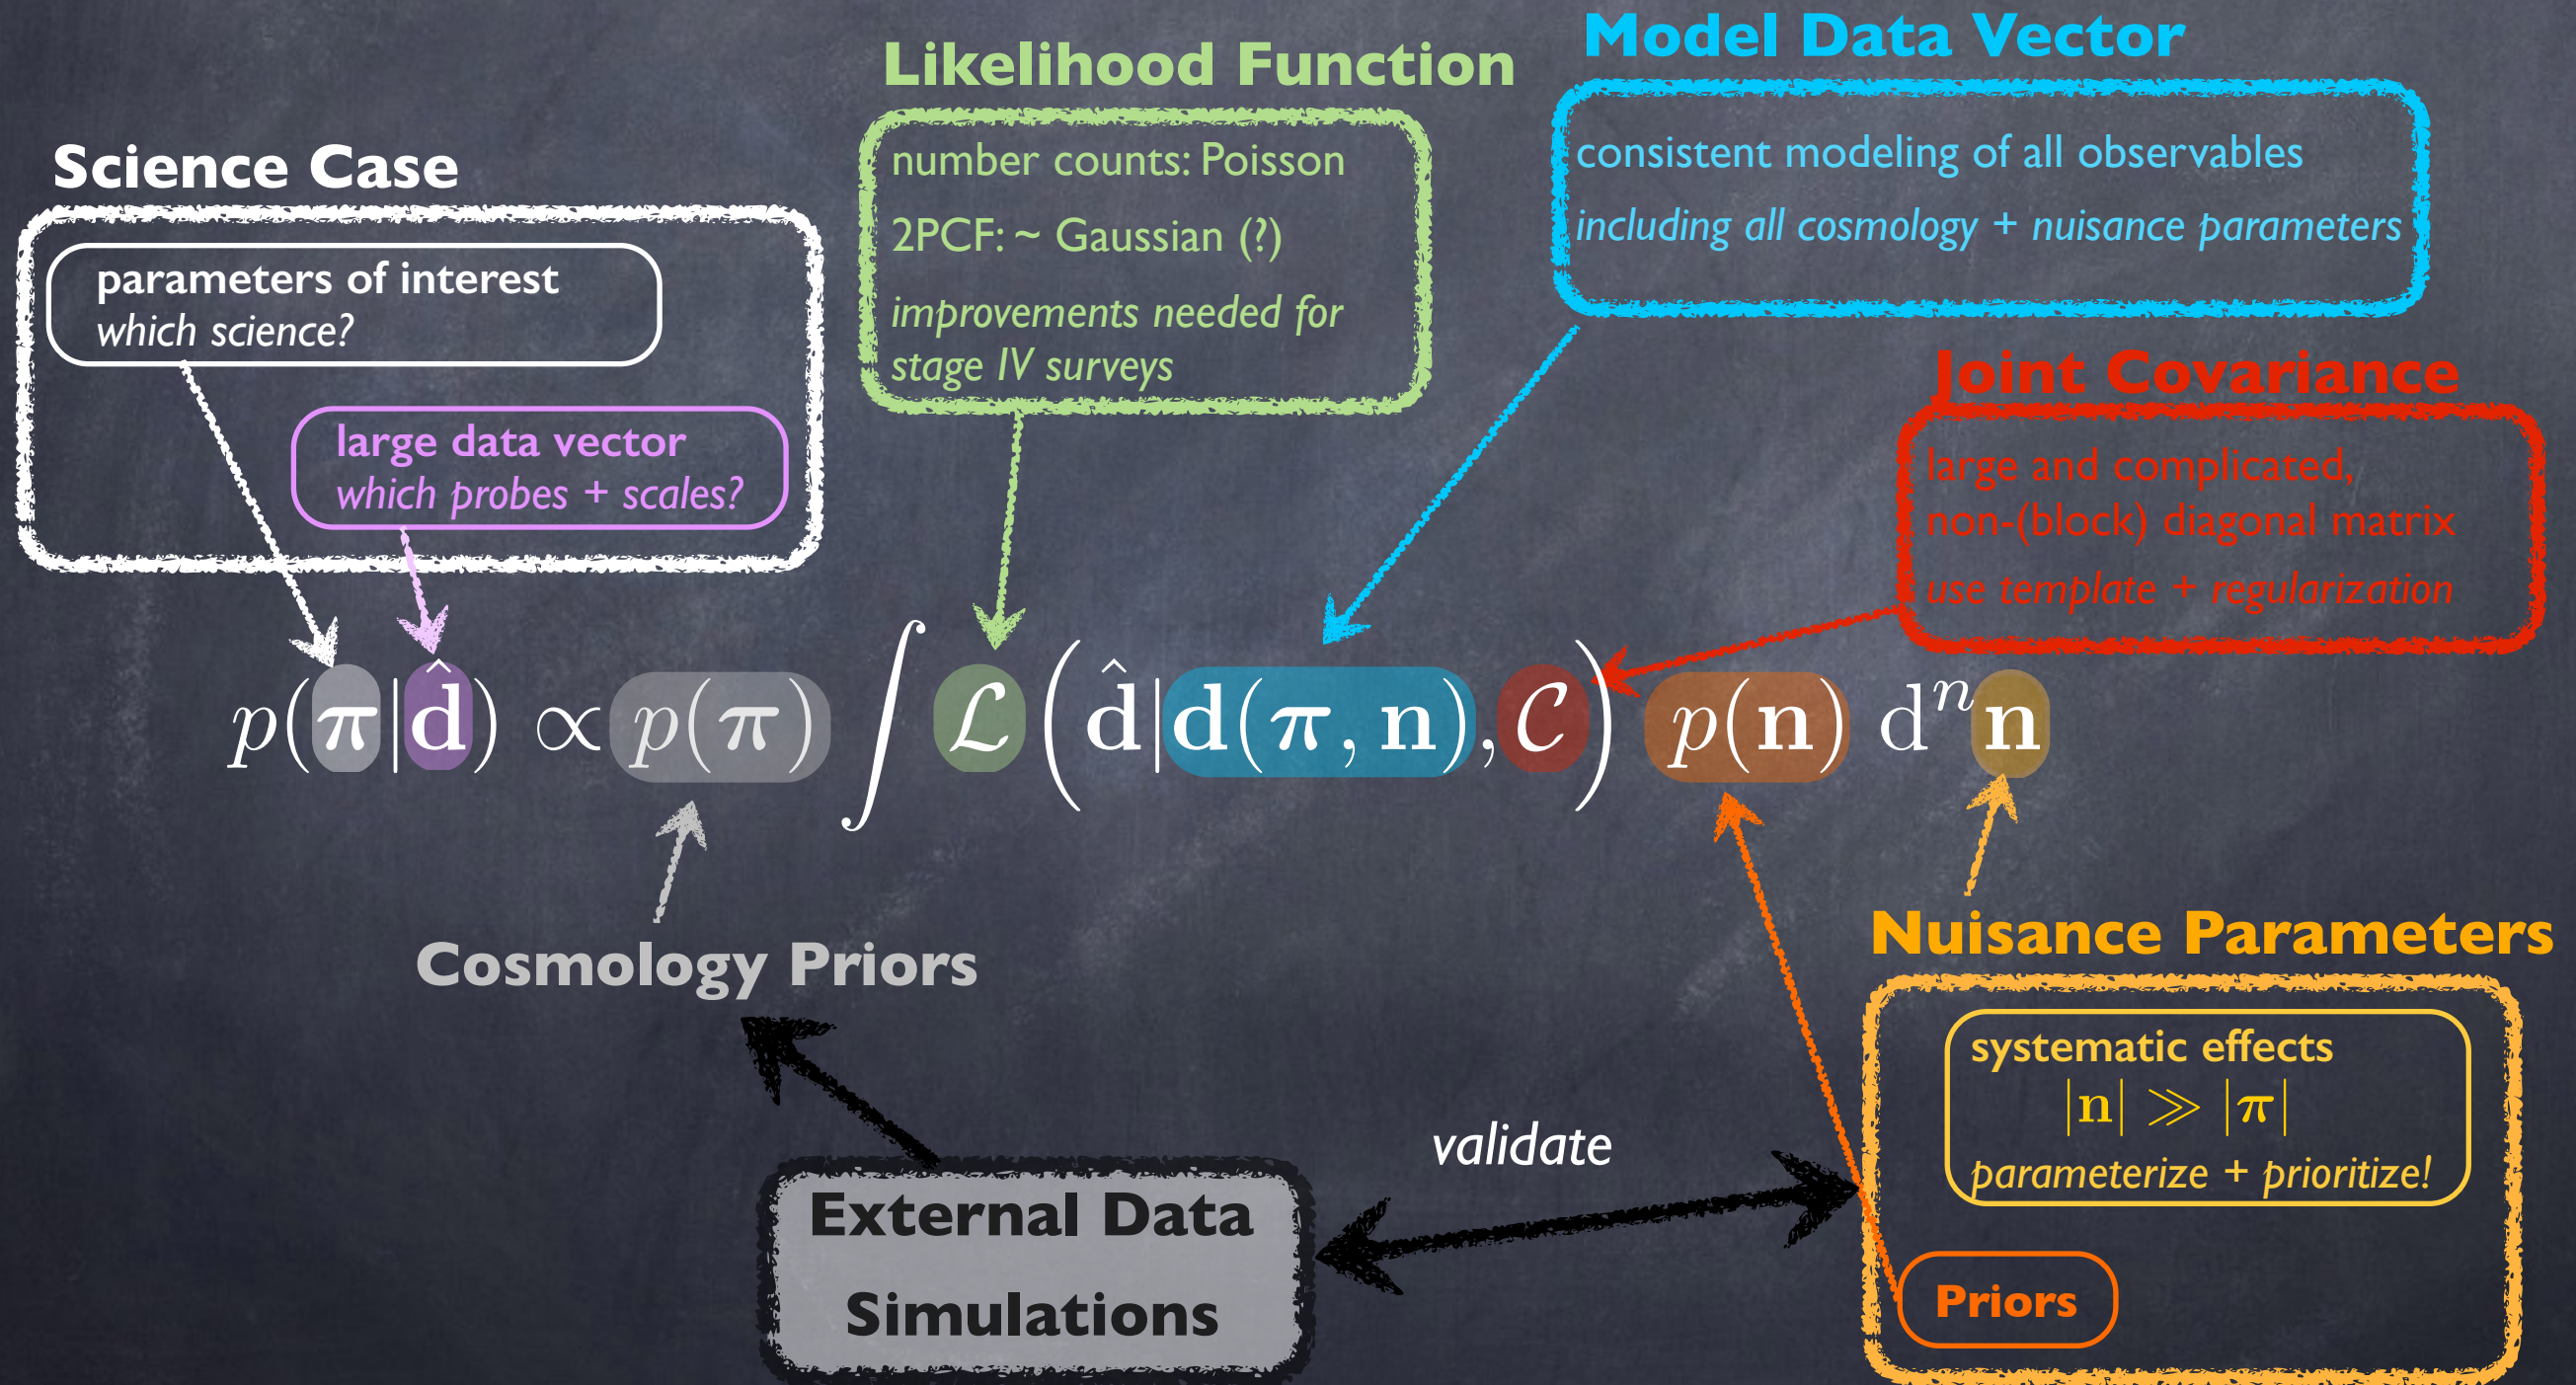 Science Case
parameters of interest
which science?
large data vector
which probes + scales?
Likelihood Function
number counts: Poisson
2PCF: ~ Gaussian (?)
improvements needed for
stage IV surveys
Model Data Vector
consistent modeling of all observables
including all cosmology + nuisance parameters
Joint Covariance
large and complicated,
non-(block) diagonal matrix
use template + regularization
p(π|d̂) ∝ p(π) ∫ ℒ (d̂|d(π, n), 𝒞) p(n) dⁿn
Cosmology Priors
Nuisance Parameters
systematic effects
|n| ≫ |π|
parameterize + prioritize!
Priors
validate
External Data
Simulations